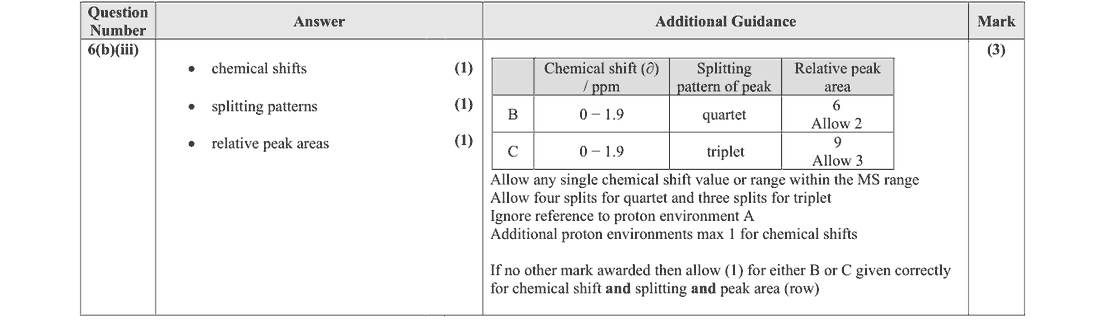 Question Number Answer Additional Guidance Mark
6(b)(iii) (3)
• chemical shifts (1)
• splitting patterns (1)
• relative peak areas (1)
Chemical shift (∂) / ppm Splitting pattern of peak Relative peak area
B 0 – 1.9 quartet 6 Allow 2
C 0 – 1.9 triplet 9 Allow 3
Allow any single chemical shift value or range within the MS range
Allow four splits for quartet and three splits for triplet
Ignore reference to proton environment A
Additional proton environments max 1 for chemical shifts
If no other mark awarded then allow (1) for either B or C given correctly
for chemical shift and splitting and peak area (row)